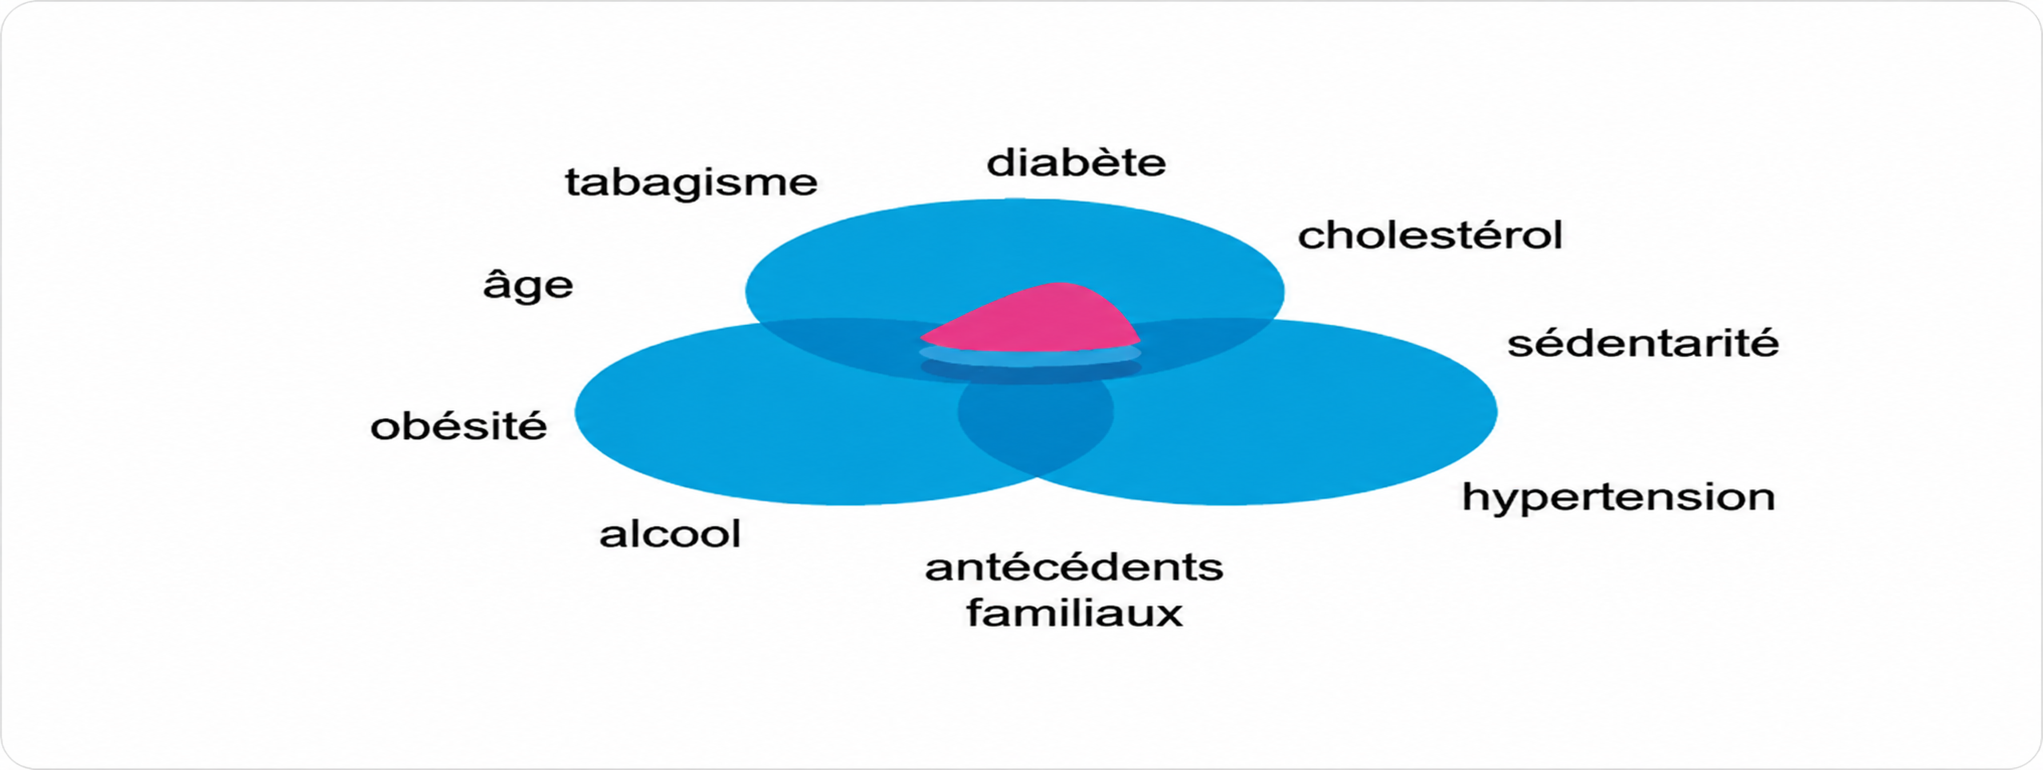 diabète
tabagisme
cholestérol
âge
sédentarité
obésité
hypertension
alcool
antécédents
familiaux